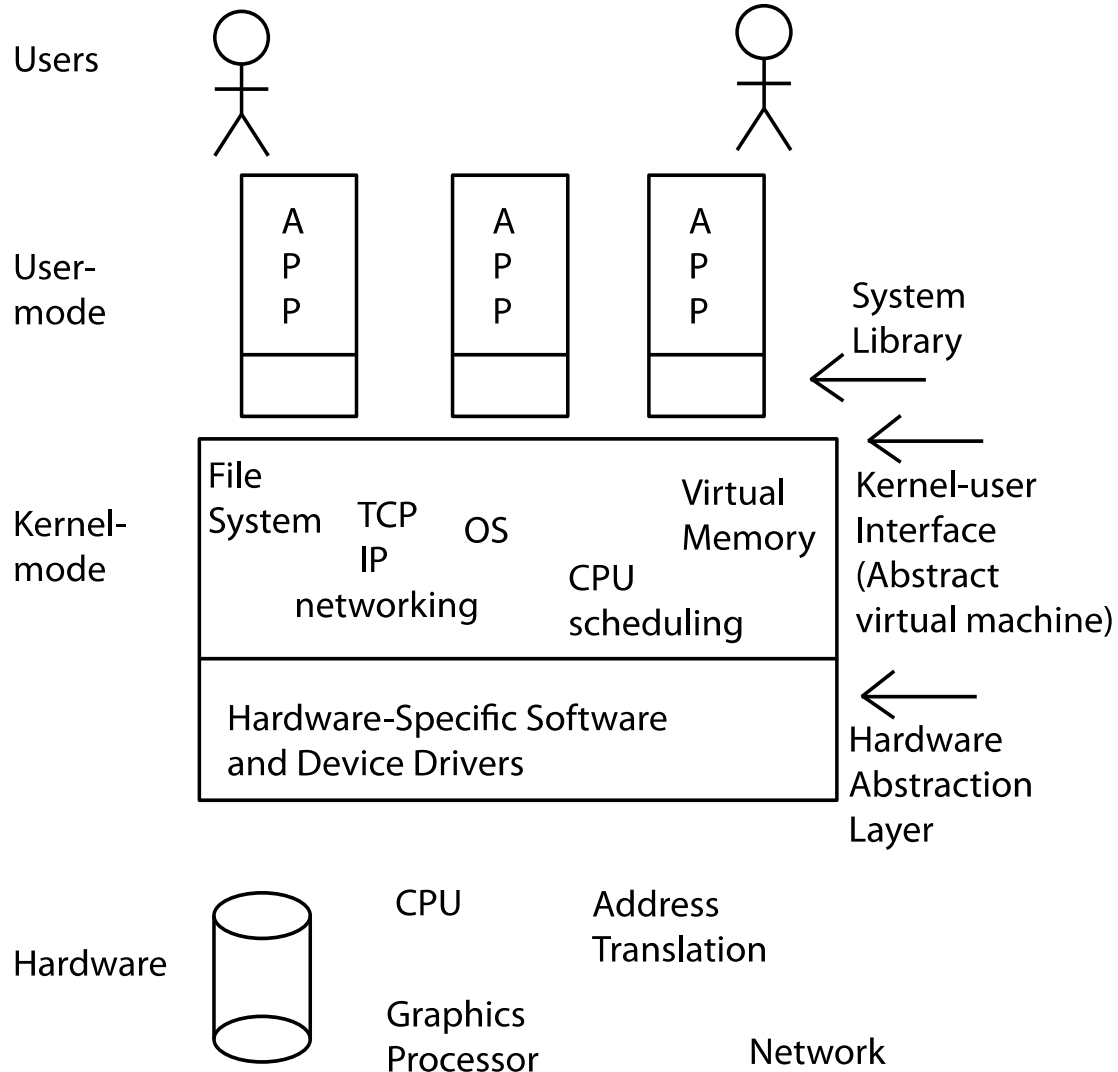 Users
User-
mode
A
P
P
A
P
P
A
P
P
System
Library
Kernel-
mode
File
System
TCP
IP
networking
OS
CPU
scheduling
Virtual
Memory
Kernel-user
Interface
(Abstract
virtual machine)
Hardware-Specific Software
and Device Drivers
Hardware
Abstraction
Layer
Hardware
CPU
Address
Translation
Graphics
Processor
Network